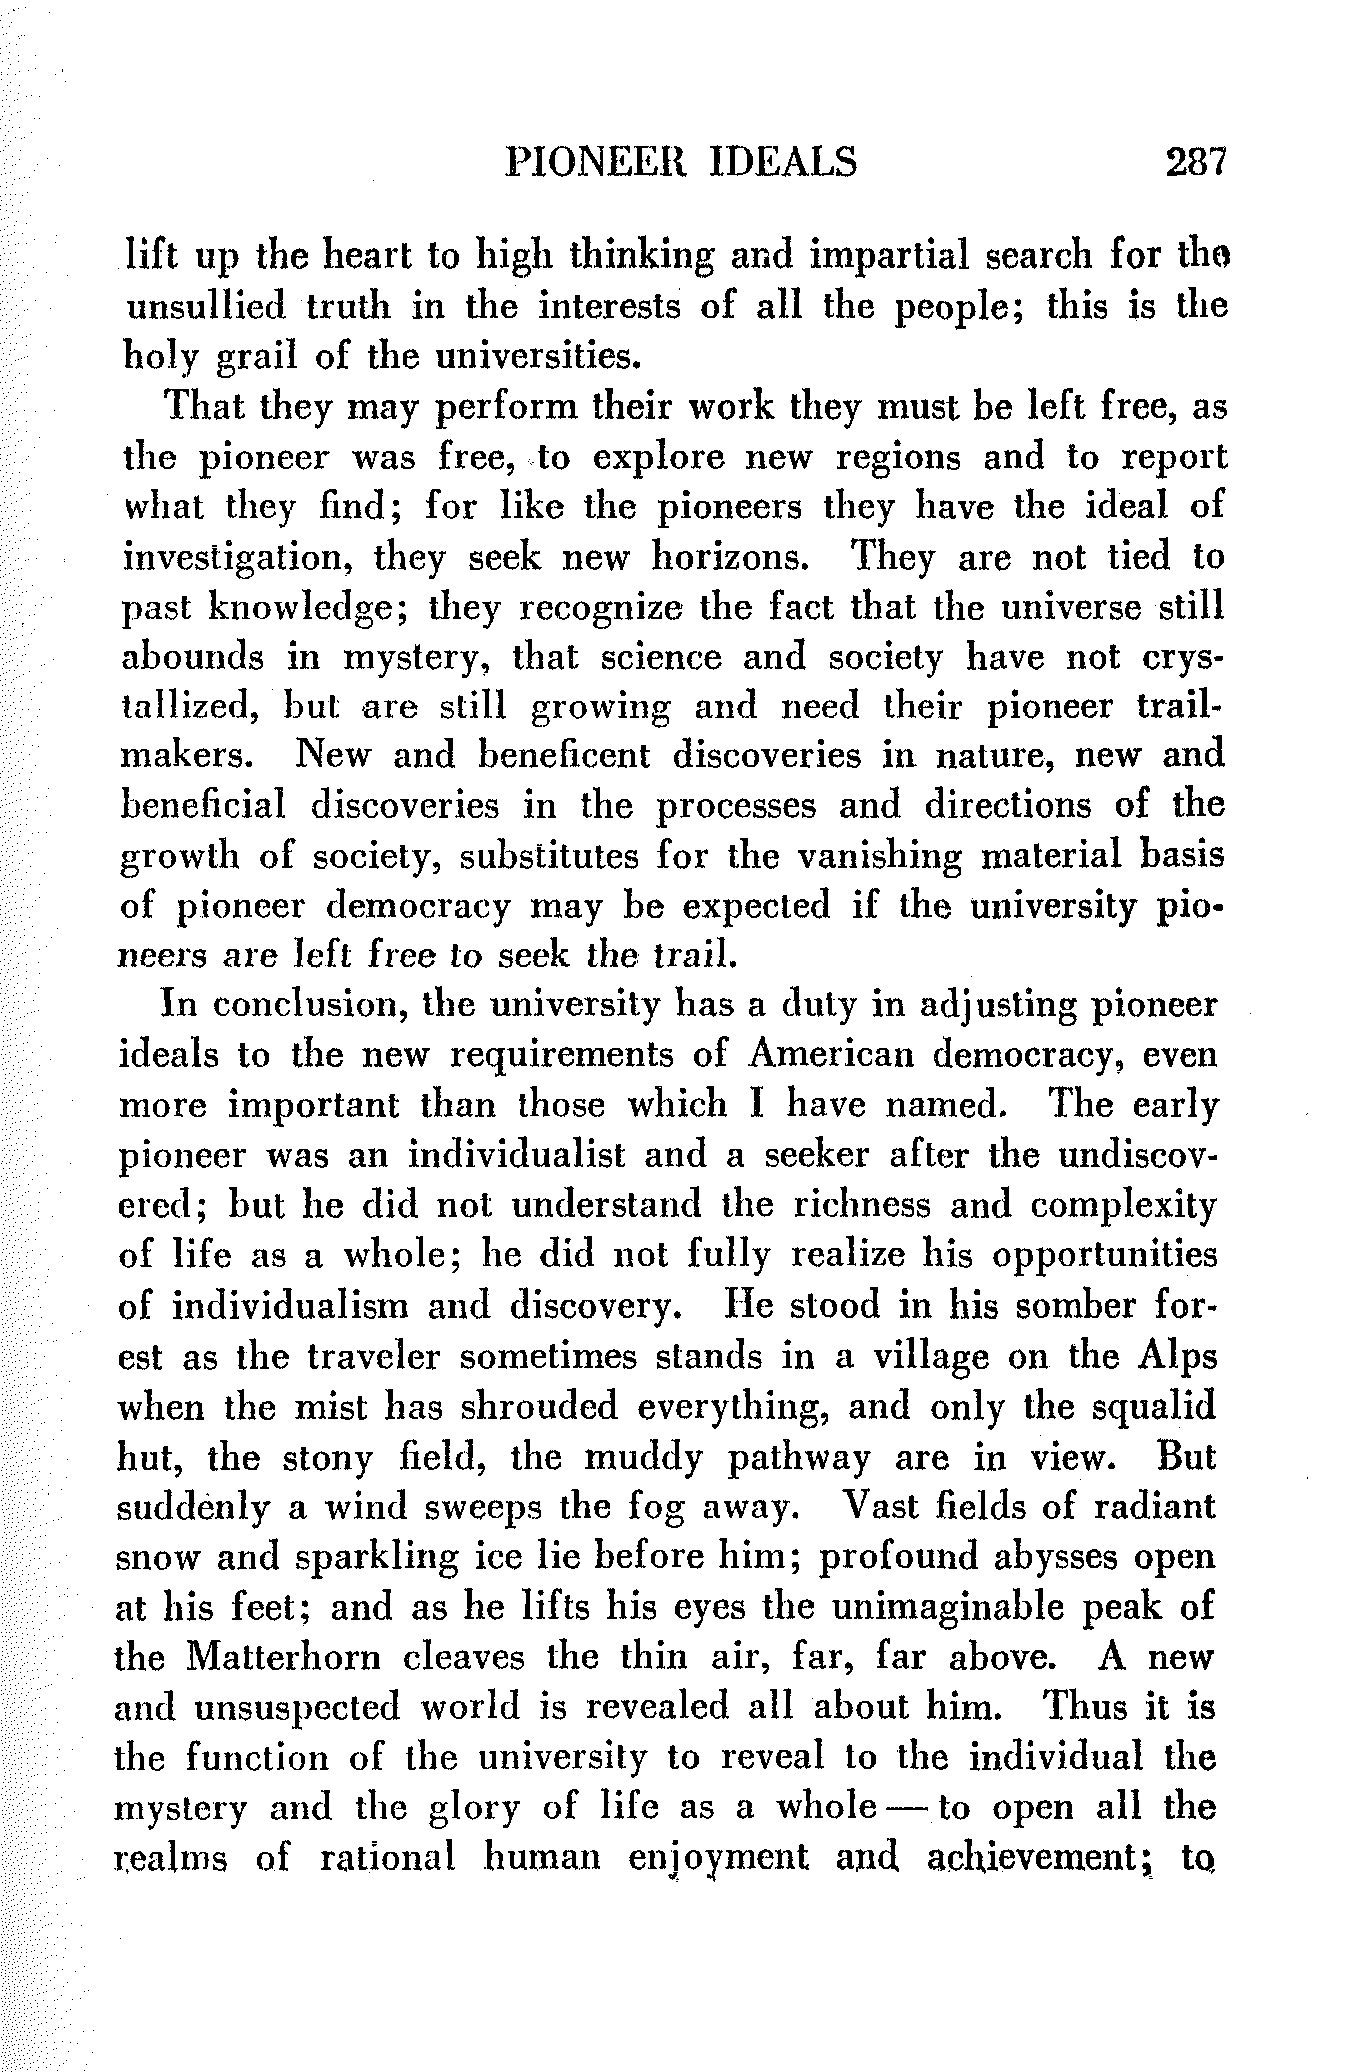 PIONEER IDEALS 287
lift up the heart to high thinking and impartial search for the
unsullied truth in the interests of all the people; this is the
holy grail of the universities.
That they may perform their work they must be left free, as
the pioneer was free, to explore new regions and to report
what they find; for like the pioneers they have the ideal of
investigation, they seek new horizons. They are not tied to
past knowledge; they recognize the fact that the universe still
abounds in mystery, that science and society have not crys-
tallized, but are still growing and need their pioneer trail-
makers. New and beneficent discoveries in nature, new and
beneficial discoveries in the processes and directions of the
growth of society, substitutes for the vanishing material basis
of pioneer democracy may be expected if the university pio-
neers are left free to seek the trail.
In conclusion, the university has a duty in adjusting pioneer
ideals to the new requirements of American democracy, even
more important than those which I have named. The early
pioneer was an individualist and a seeker after the undiscov-
ered; but he did not understand the richness and complexity
of life as a whole; he did not fully realize his opportunities
of individualism and discovery. He stood in his somber for-
est as the traveler sometimes stands in a village on the Alps
when the mist has shrouded everything, and only the squalid
hut, the stony field, the muddy pathway are in view. But
suddenly a wind sweeps the fog away. Vast fields of radiant
snow and sparkling ice lie before him; profound abysses open
at his feet; and as he lifts his eyes the unimaginable peak of
the Matterhorn cleaves the thin air, far, far above. A new
and unsuspected world is revealed all about him. Thus it is
the function of the university to reveal to the individual the
mystery and the glory of life as a whole — to open all the
realms of rational human enjoyment and achievement; to